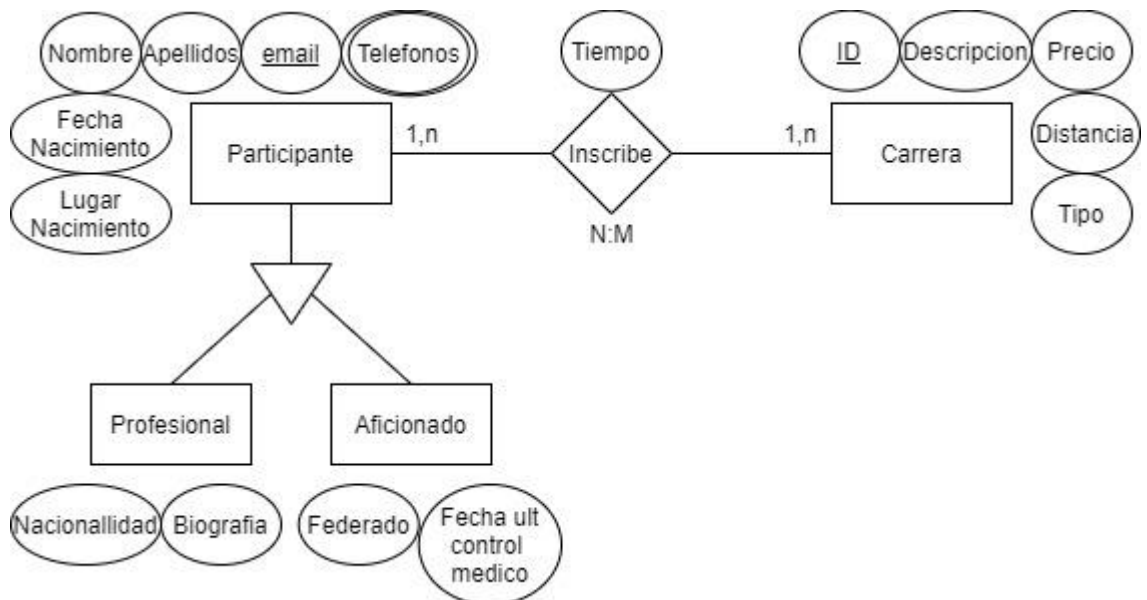 Nombre
Apellidos
email
Telefonos
Tiempo
ID
Descripcion
Precio
Fecha
Nacimiento
Participante
1,n
Inscribe
1,n
Carrera
Distancia
Lugar
Nacimiento
N:M
Tipo
Profesional
Aficionado
Nacionallidad
Biografia
Federado
Fecha ult
control
medico